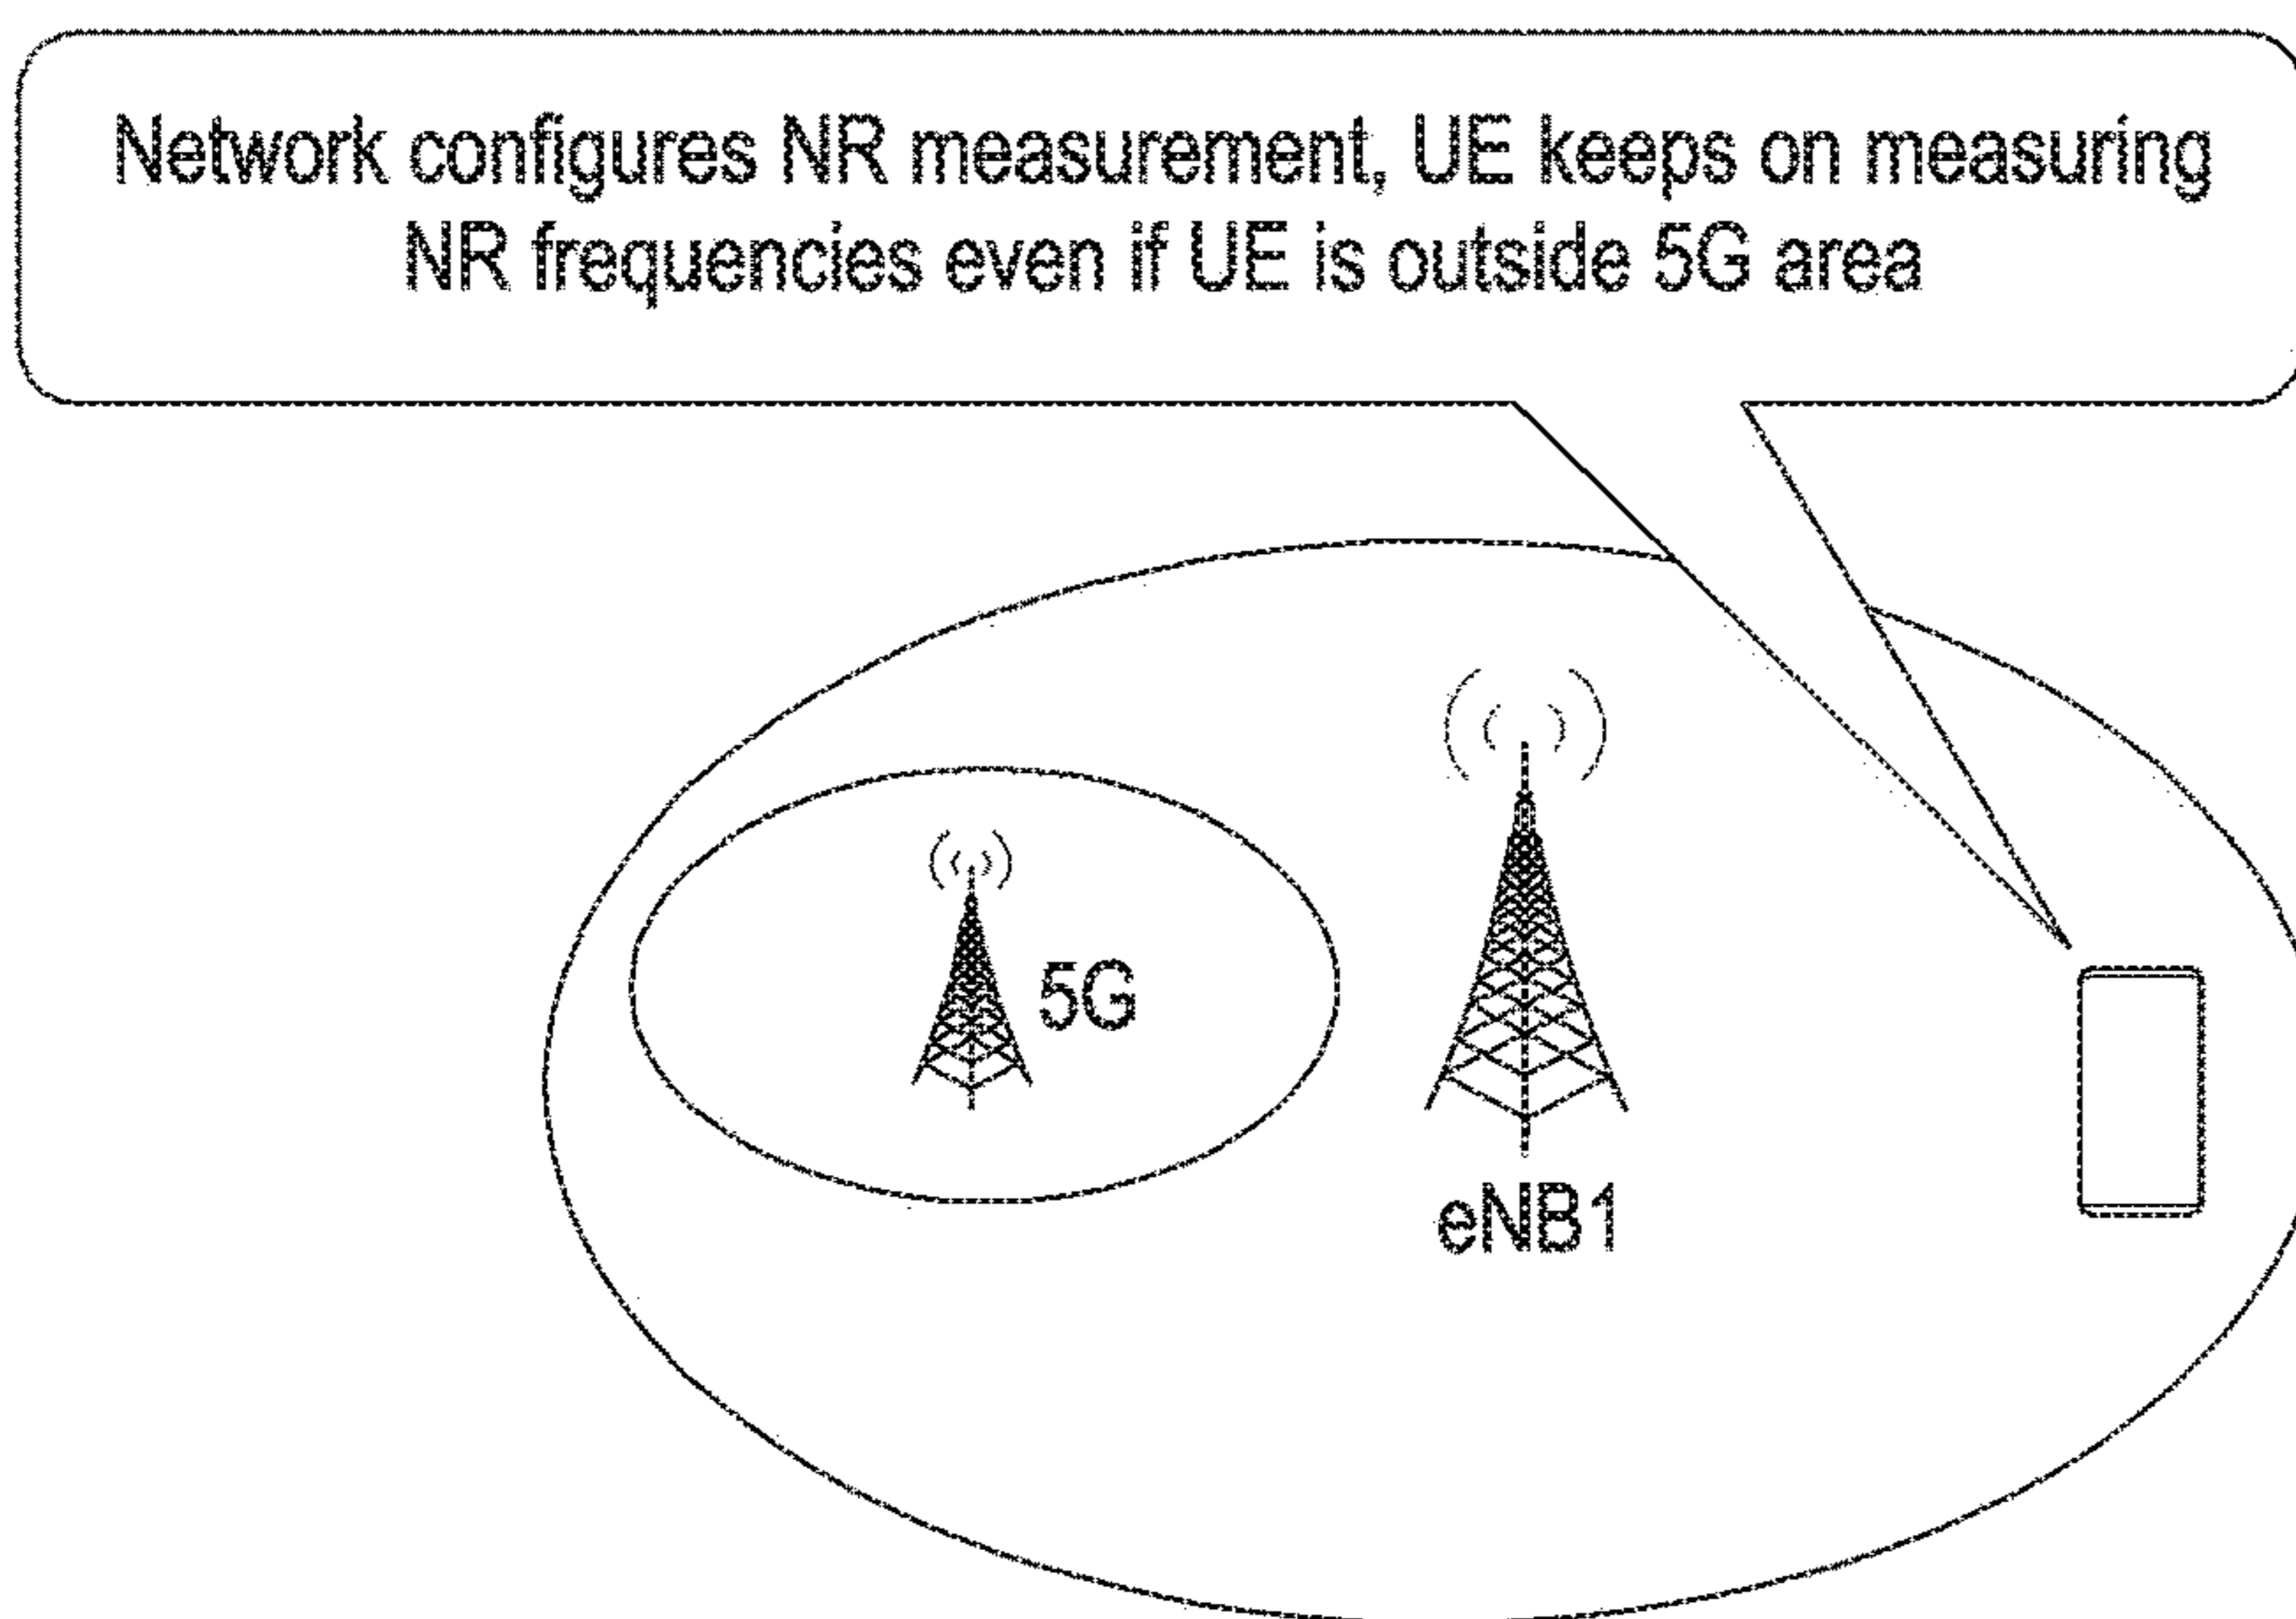 Network configures NR measurement, UE keeps on measuring
NR frequencies even if UE is outside 5G area
5G
eNB1